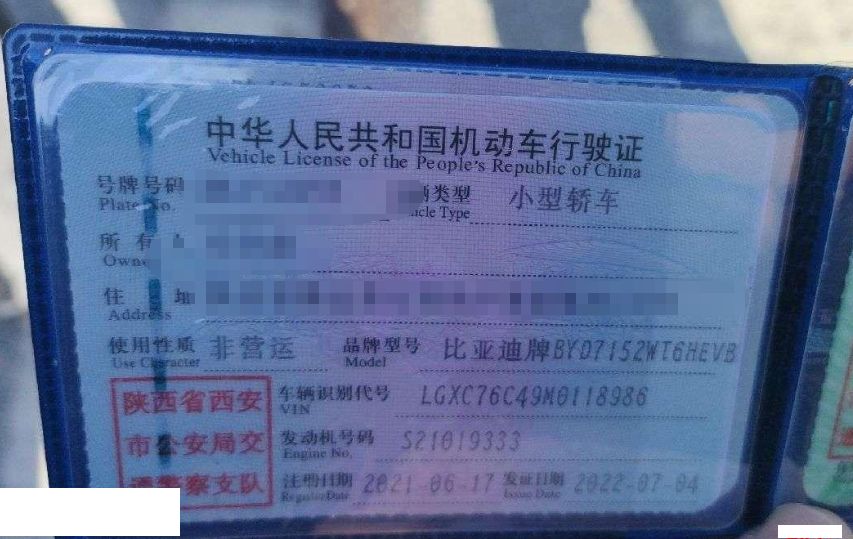 中华人民共和国机动车行驶证
Vehicle License of the People's Republic of China
号牌号码 辆类型 小型轿车
Plate No. icle Type
所有人
Owne
住 址
Address
使用性质 非营运 品牌型号 比亚迪牌BYD7152WT6HEVB
Use Character Model
陕西省西安 车辆识别代号 LGXC76C49M0118986
VIN
市公安局交 发动机号码 S21019333
Engine No.
通警察支队 注册日期 2021-06-17 发证日期 2022-07-04
Register Date Issue Date